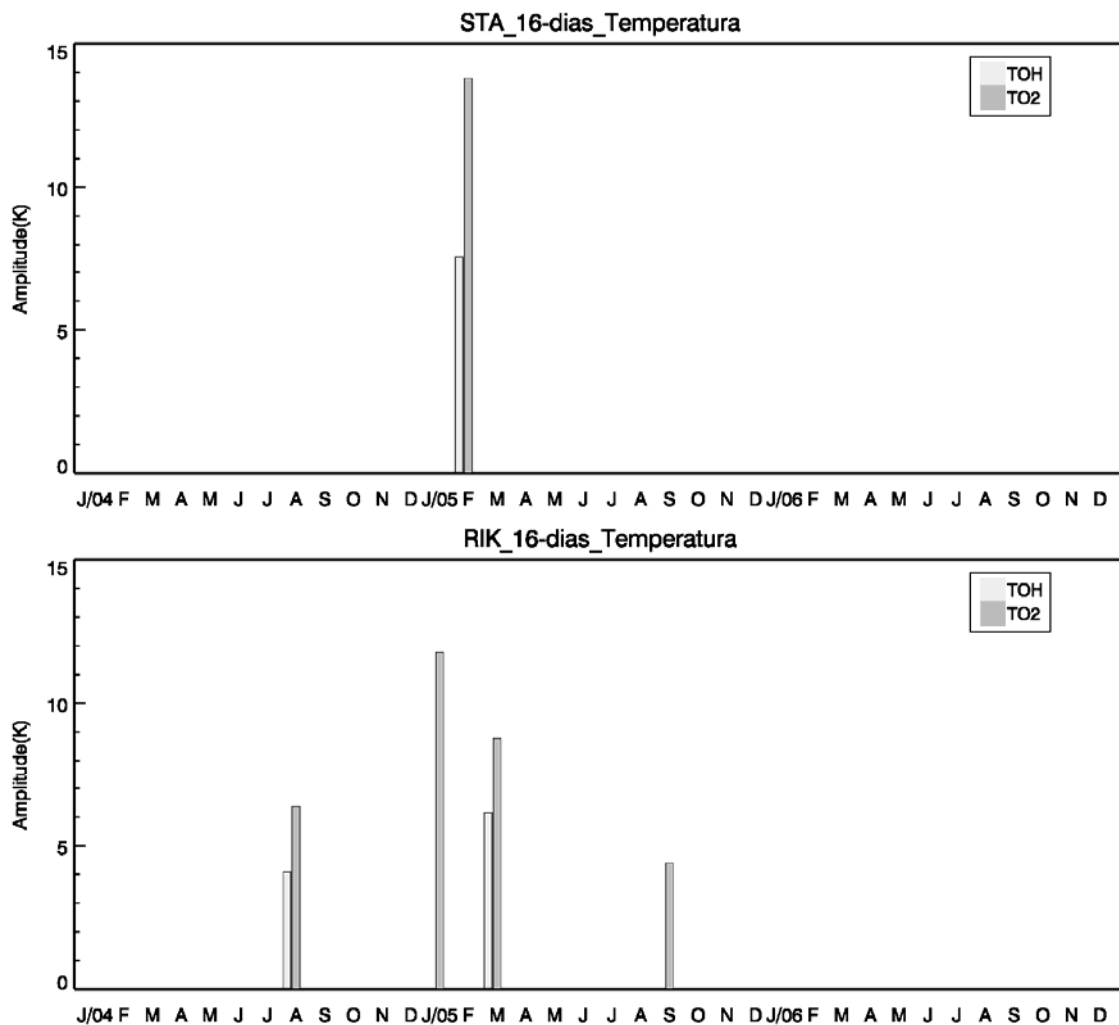 STA_16-dias_Temperatura
15
10
5
0
Amplitude(K)
TOH
TO2
J/04 F M A M J J A S O N D J/05 F M A M J J A S O N D J/06 F M A M J J A S O N D
RIK_16-dias_Temperatura
15
10
5
0
Amplitude(K)
TOH
TO2
J/04 F M A M J J A S O N D J/05 F M A M J J A S O N D J/06 F M A M J J A S O N D